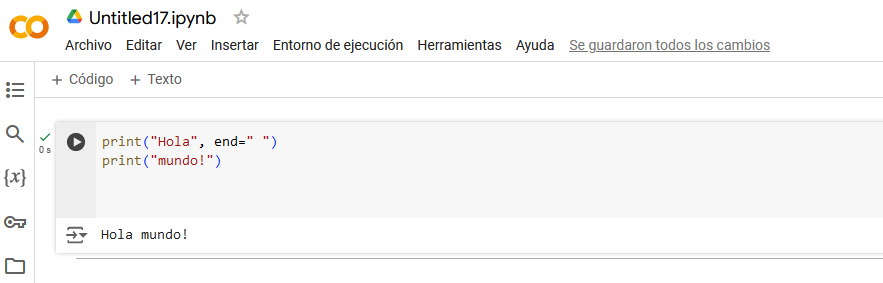 Untitled17.ipynb
Archivo Editar Ver Insertar Entorno de ejecución Herramientas Ayuda Se guardaron todos los cambios
+ Código + Texto
0 s
print("Hola", end=" ")
print("mundo!")
{x}
Hola mundo!